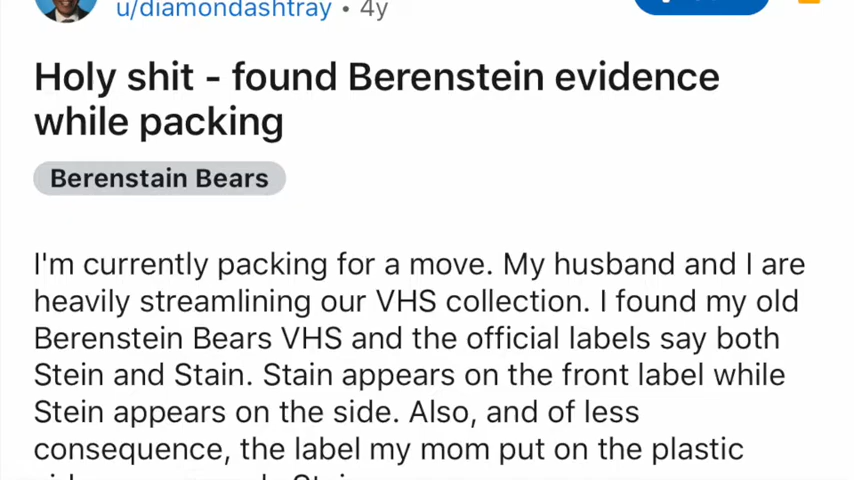 u/diamondashtray • 4y
Holy shit - found Berenstein evidence
while packing
Berenstain Bears
I'm currently packing for a move. My husband and I are
heavily streamlining our VHS collection. I found my old
Berenstein Bears VHS and the official labels say both
Stein and Stain. Stain appears on the front label while
Stein appears on the side. Also, and of less
consequence, the label my mom put on the plastic